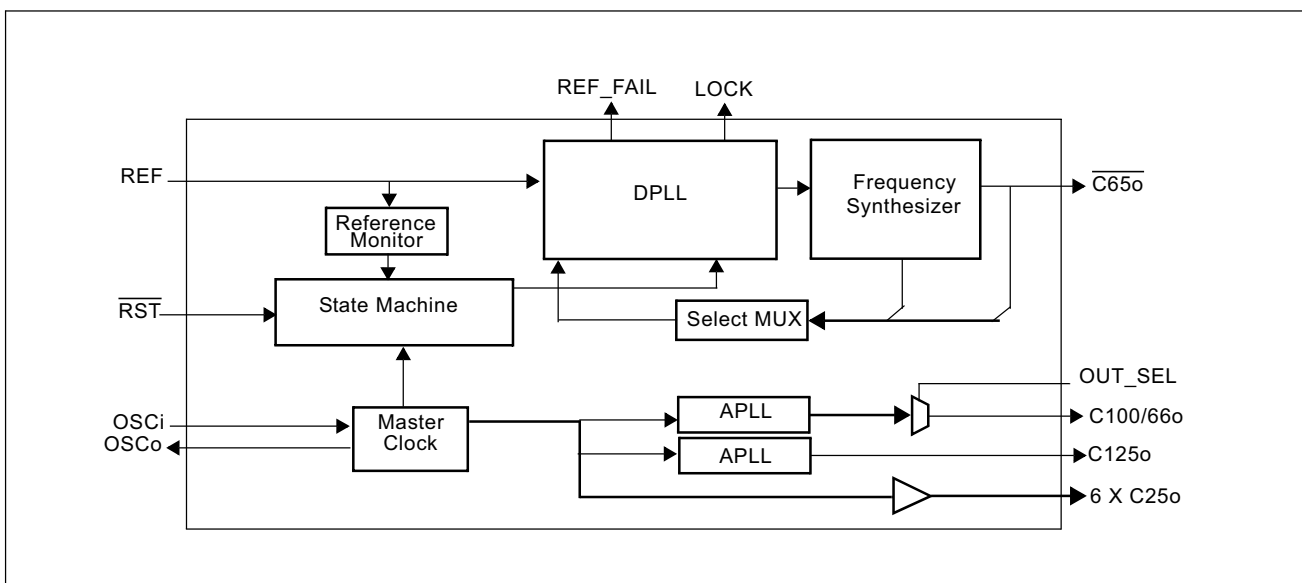 REF_FAIL
LOCK
REF
DPLL
Frequency
Synthesizer
C65o
Reference
Monitor
RST
State Machine
Select MUX
OUT_SEL
OSCi
OSCo
Master
Clock
APLL
C100/66o
APLL
C125o
6 X C25o